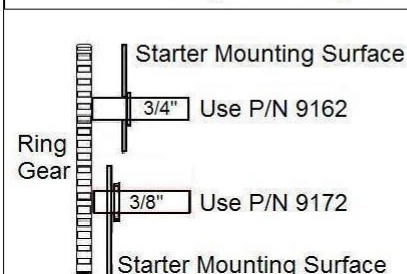 Starter Mounting Surface
3/4" Use P/N 9162
Ring
Gear
3/8" Use P/N 9172
Starter Mounting Surface